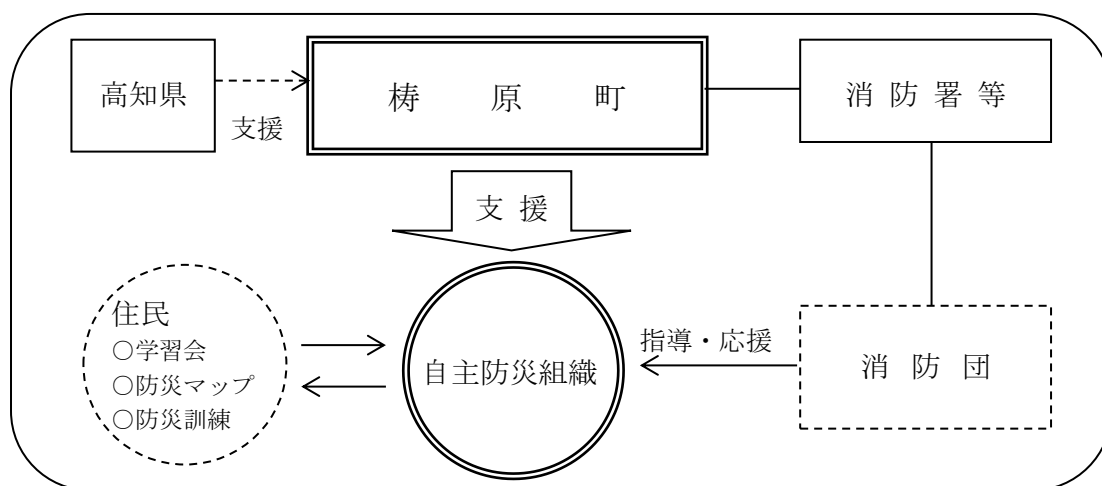 高知県
支援
梼原町
消防署等
支援
住民
○学習会
○防災マップ
○防災訓練
自主防災組織
指導・応援
消防団